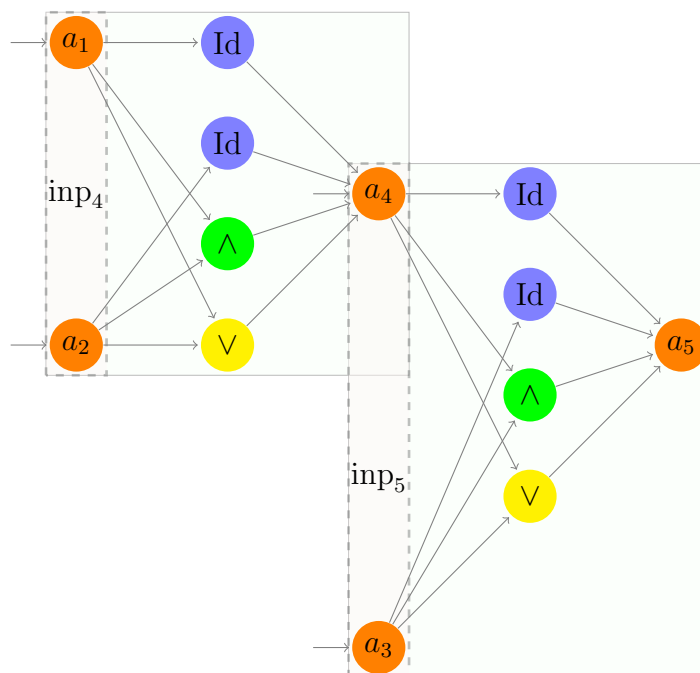 a₁
Id
Id
inp₄
∧
a₂
∨
a₄
Id
Id
a₅
∧
inp₅
∨
a₃